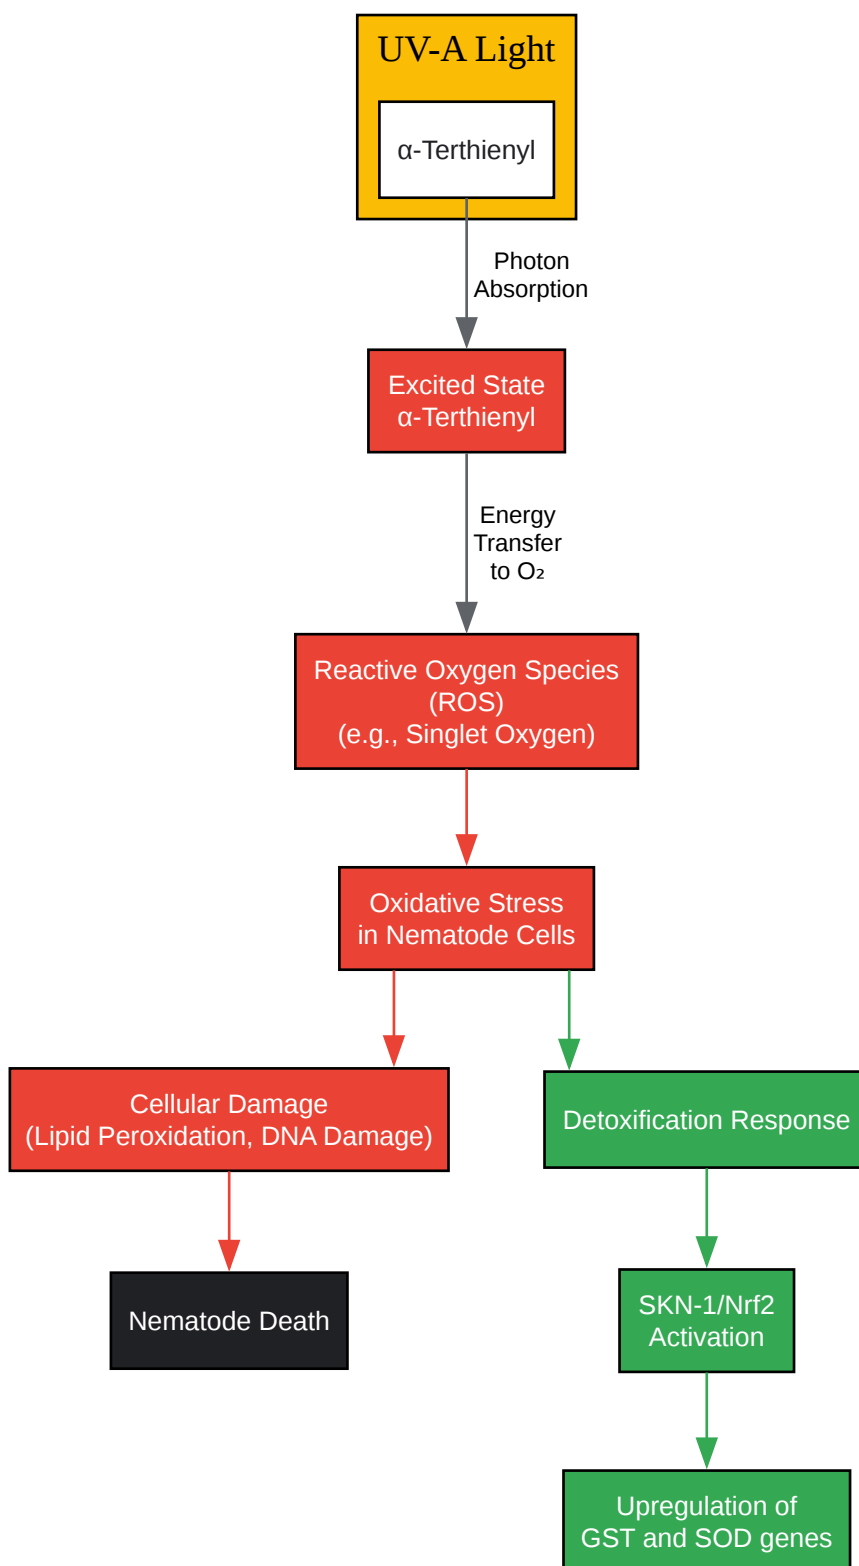 UV-A Light
α-Terthienyl
Photon
Absorption
Excited State
α-Terthienyl
Energy
Transfer
to O₂
Reactive Oxygen Species
(ROS)
(e.g., Singlet Oxygen)
Oxidative Stress
in Nematode Cells
Cellular Damage
(Lipid Peroxidation, DNA Damage)
Detoxification Response
Nematode Death
SKN-1/Nrf2
Activation
Upregulation of
GST and SOD genes